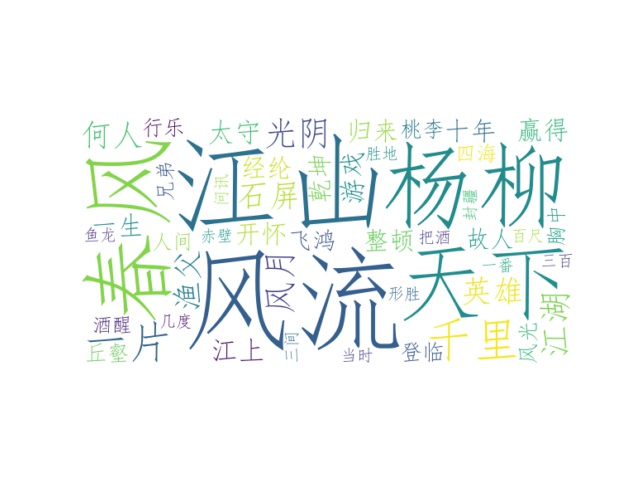 何人
行乐
太守
光阴
归来
桃李
十年
赢得
春风
兄弟
江山
经纶
石屏
乾坤
游戏
胜地
杨柳
四海
封疆
胸中
一生
鱼龙
人间
赤壁
开怀
飞鸿
整顿
把酒
故人
百尺
渔父
风流
风月
天下
形胜
一番
三百
英雄
江湖
酒醒
几度
一片
丘壑
江上
三间
当时
登临
千里
风光